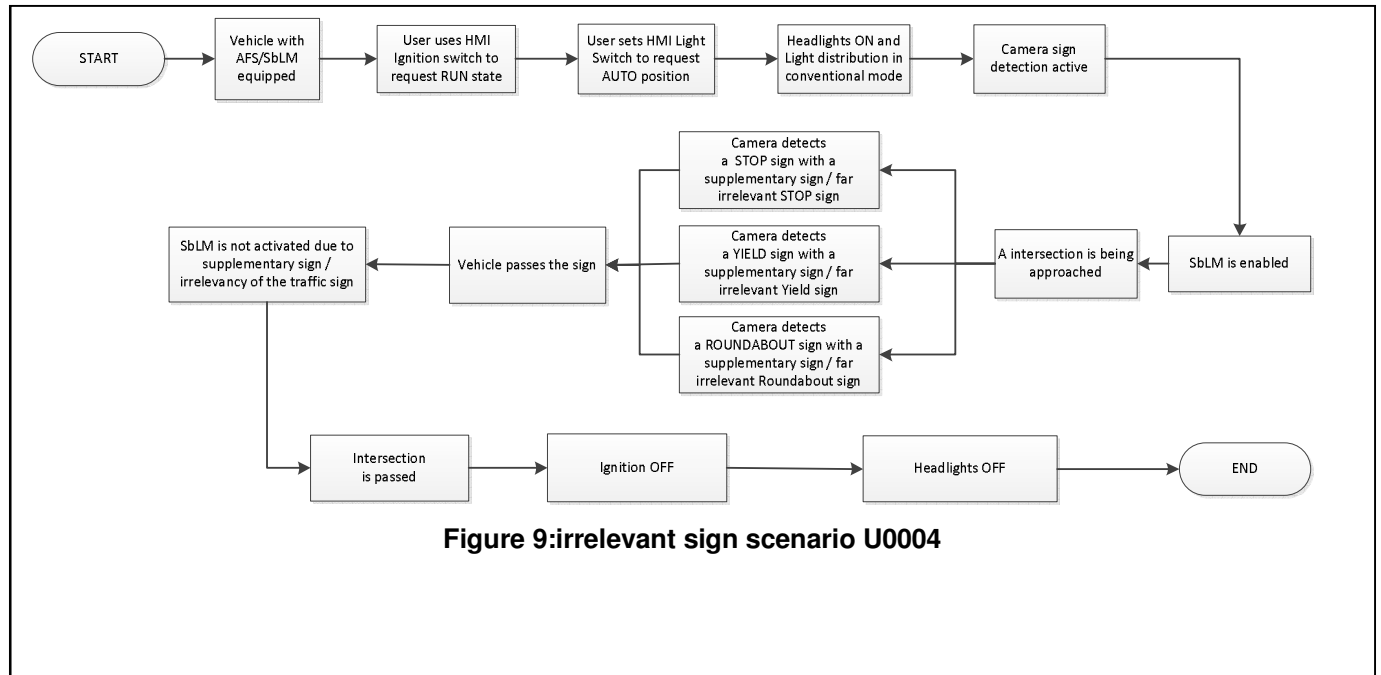 START
Vehicle with
AFS/SbLM
equipped
User uses HMI
Ignition switch to
request RUN state
User sets HMI Light
Switch to request
AUTO position
Headlights ON and
Light distribution in
conventional mode
Camera sign
detection active
SbLM is enabled
A intersection is being
approached
Camera detects
a STOP sign with a
supplementary sign / far
irrelevant STOP sign
Camera detects
a YIELD sign with a
supplementary sign / far
irrelevant Yield sign
Camera detects
a ROUNDABOUT sign with a
supplementary sign / far
irrelevant Roundabout sign
Vehicle passes the sign
SbLM is not activated due to
supplementary sign /
irrelevancy of the traffic sign
Intersection
is passed
Ignition OFF
Headlights OFF
END
Figure 9:irrelevant sign scenario U0004